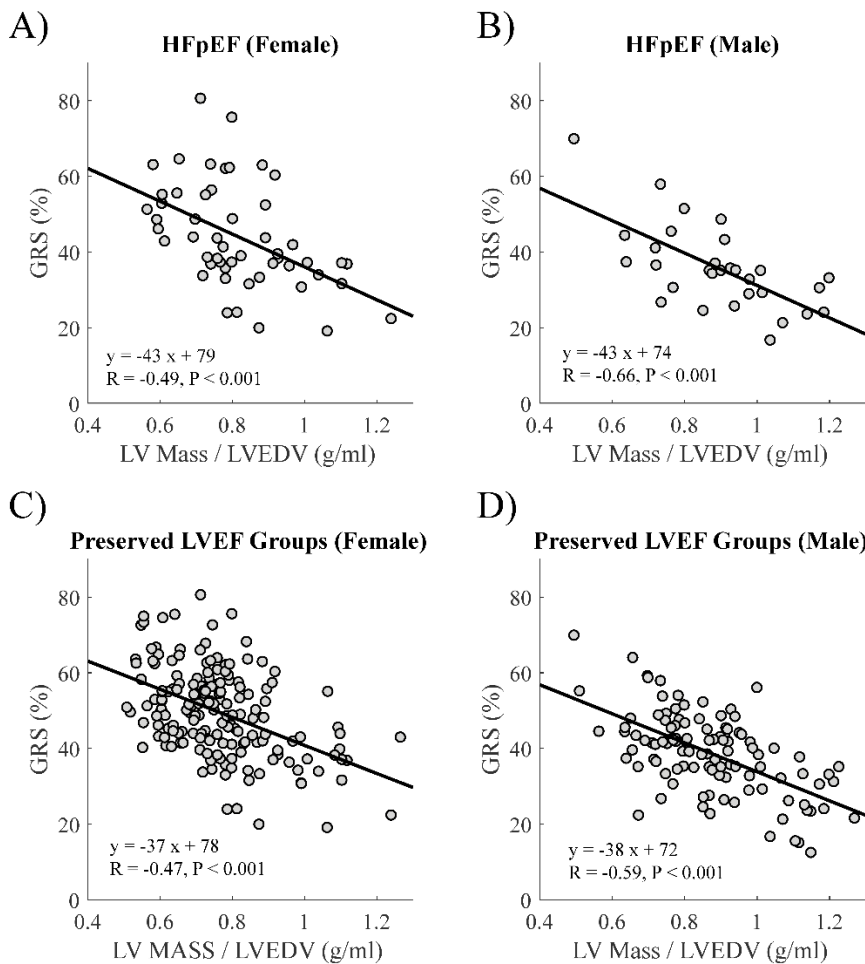 A)
HFpEF (Female)
GRS (%)
80
60
40
20
0
y = -43 x + 79
R = -0.49, P < 0.001
0.4 0.6 0.8 1 1.2
LV Mass / LVEDV (g/ml)
B)
HFpEF (Male)
GRS (%)
80
60
40
20
0
y = -43 x + 74
R = -0.66, P < 0.001
0.4 0.6 0.8 1 1.2
LV Mass / LVEDV (g/ml)
C)
Preserved LVEF Groups (Female)
GRS (%)
80
60
40
20
0
y = -37 x + 78
R = -0.47, P < 0.001
0.4 0.6 0.8 1 1.2
LV MASS / LVEDV (g/ml)
D)
Preserved LVEF Groups (Male)
GRS (%)
80
60
40
20
0
y = -38 x + 72
R = -0.59, P < 0.001
0.4 0.6 0.8 1 1.2
LV Mass / LVEDV (g/ml)